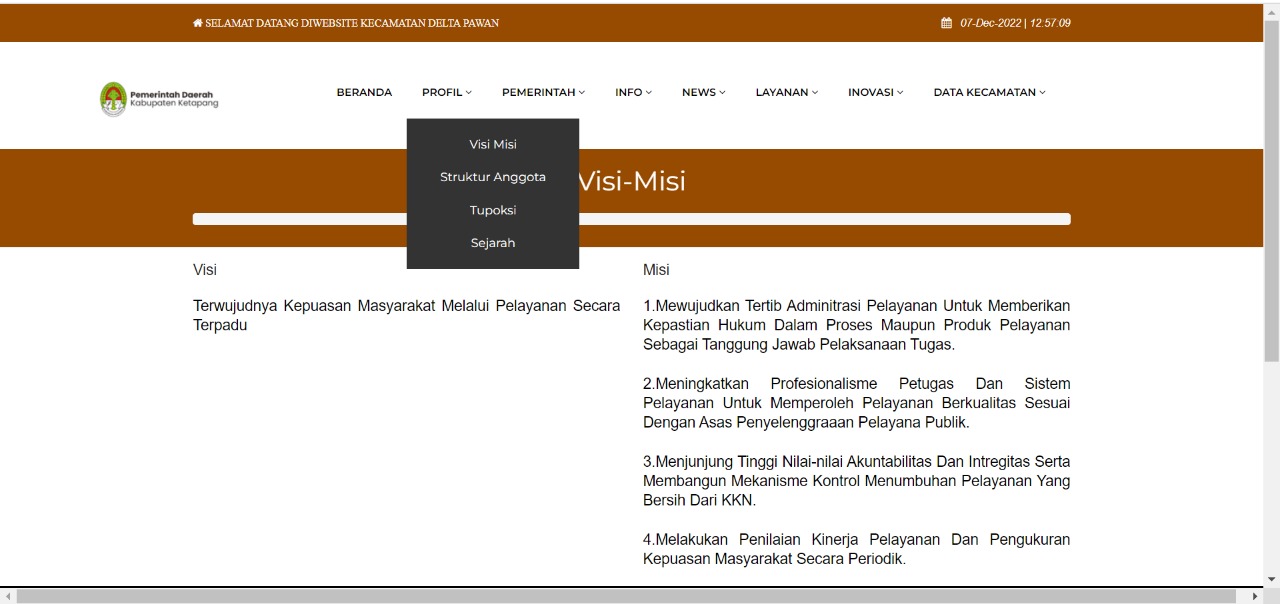 SELAMAT DATANG DIWEBSITE KECAMATAN DELTA PAWAN
07-Dec-2022 | 12:57:09
Pemerintah Daerah
Kabupaten Ketapang
BERANDA
PROFIL
PEMERINTAH
INFO
NEWS
LAYANAN
INOVASI
DATA KECAMATAN
Visi Misi
Struktur Anggota
Tupoksi
Sejarah
Visi-Misi
Visi
Terwujudnya Kepuasan Masyarakat Melalui Pelayanan Secara
Terpadu
Misi
1.Mewujudkan Tertib Adminitrasi Pelayanan Untuk Memberikan
Kepastian Hukum Dalam Proses Maupun Produk Pelayanan
Sebagai Tanggung Jawab Pelaksanaan Tugas.
2.Meningkatkan Profesionalisme Petugas Dan Sistem
Pelayanan Untuk Memperoleh Pelayanan Berkualitas Sesuai
Dengan Asas Penyelenggraaan Pelayana Publik.
3.Menjunjung Tinggi Nilai-nilai Akuntabilitas Dan Intregitas Serta
Membangun Mekanisme Kontrol Menumbuhan Pelayanan Yang
Bersih Dari KKN.
4.Melakukan Penilaian Kinerja Pelayanan Dan Pengukuran
Kepuasan Masyarakat Secara Periodik.